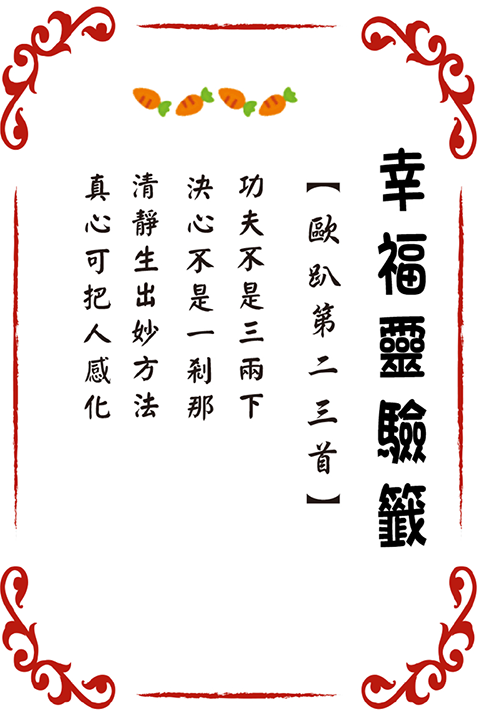 幸福靈驗籤
【歐趴第二三首】
功夫不是三兩下
決心不是一剎那
清靜生出妙方法
真心可把人感化